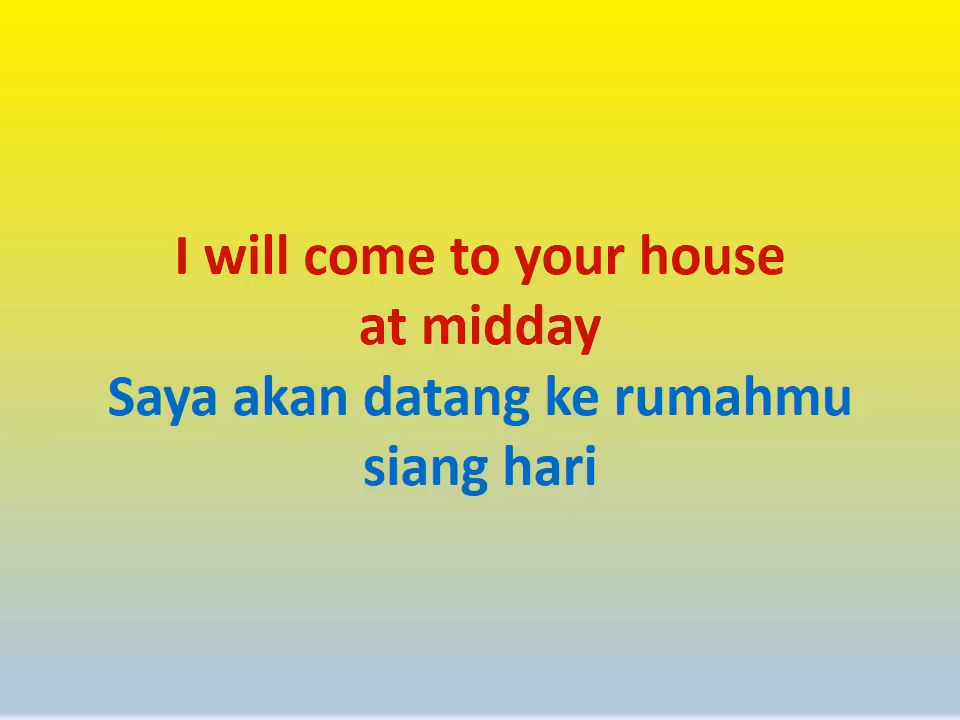 I will come to your house
at midday
Saya akan datang ke rumahmu
siang hari